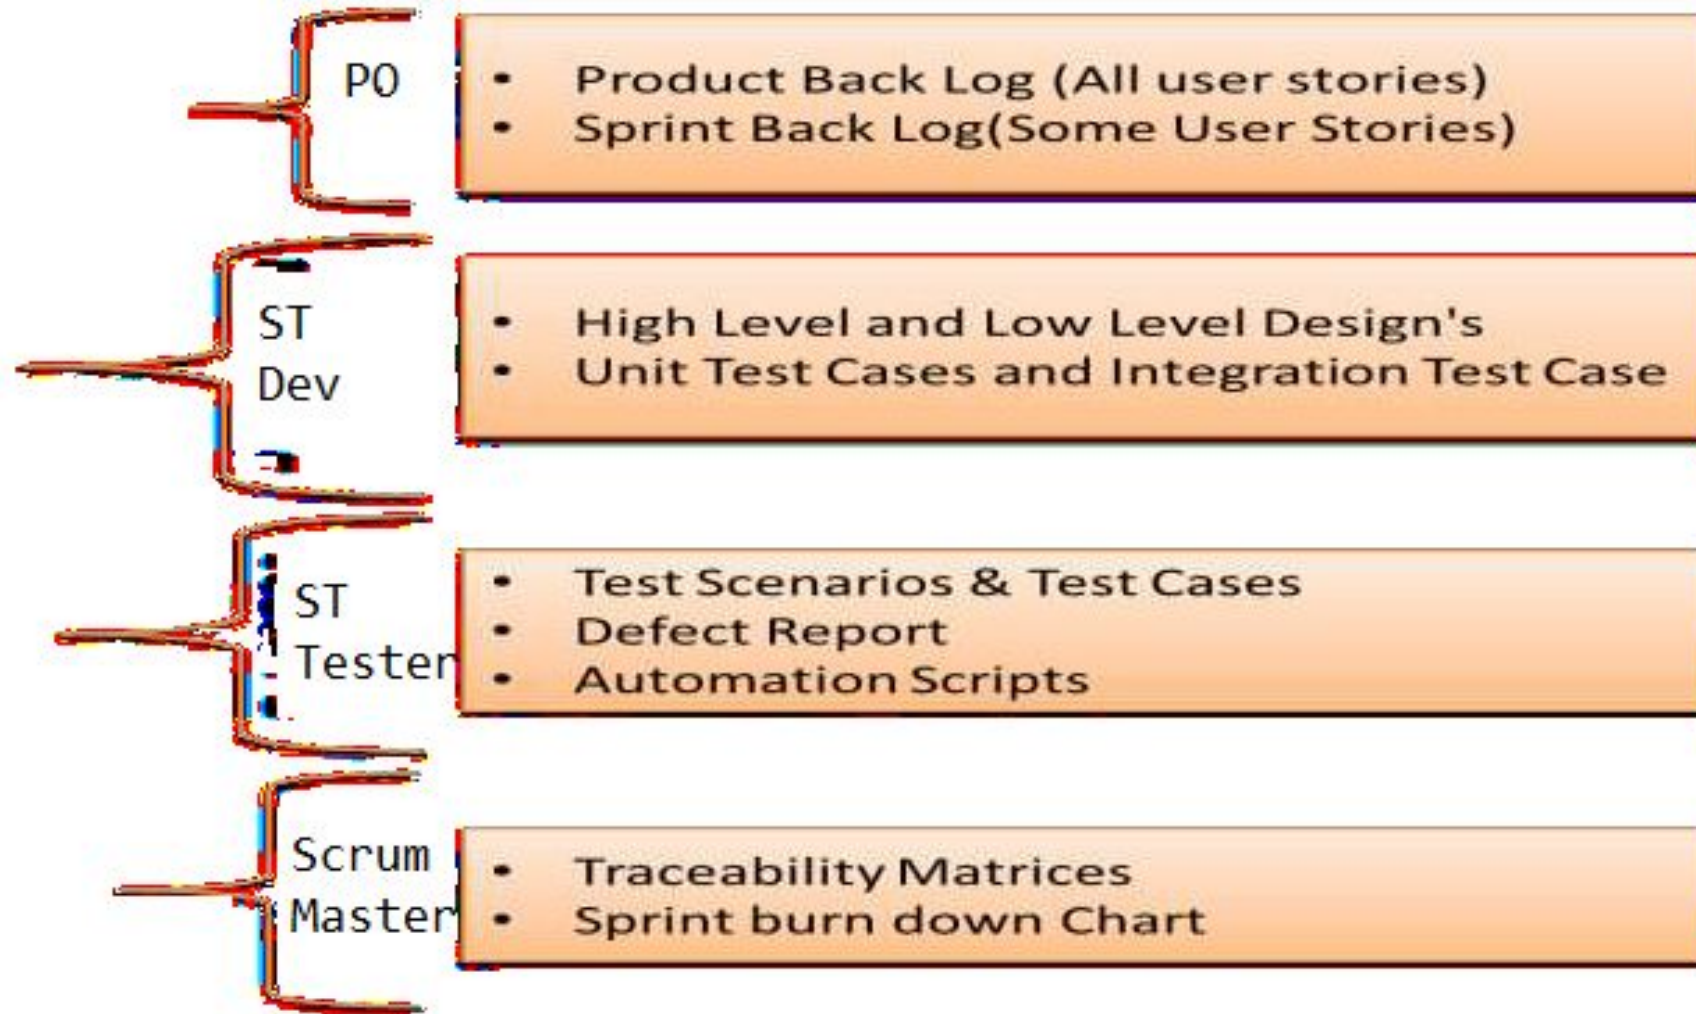 PO
• Product Back Log (All user stories)
• Sprint Back Log(Some User Stories)
ST
Dev
• High Level and Low Level Design's
• Unit Test Cases and Integration Test Case
ST
Tester
• Test Scenarios & Test Cases
• Defect Report
• Automation Scripts
Scrum
Master
• Traceability Matrices
• Sprint burn down Chart